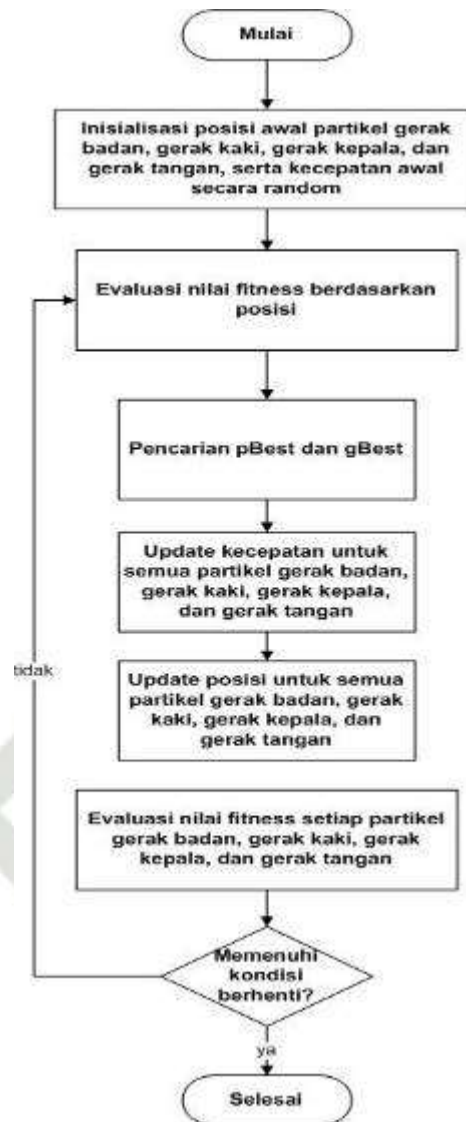 Mulai
Inisialisasi posisi awal partikel gerak
badan, gerak kaki, gerak kepala, dan
gerak tangan, serta kecepatan awal
secara random
Evaluasi nilai fitness berdasarkan
posisi
Pencarian pBest dan gBest
Update kecepatan untuk
semua partikel gerak badan,
gerak kaki, gerak kepala,
dan gerak tangan
tidak
Update posisi untuk semua
partikel gerak badan, gerak
kaki, gerak kepala, dan
gerak tangan
Evaluasi nilai fitness setiap partikel
gerak badan, gerak kaki, gerak
kepala, dan gerak tangan
Memenuhi
kondisi
berhenti?
ya
Selesai